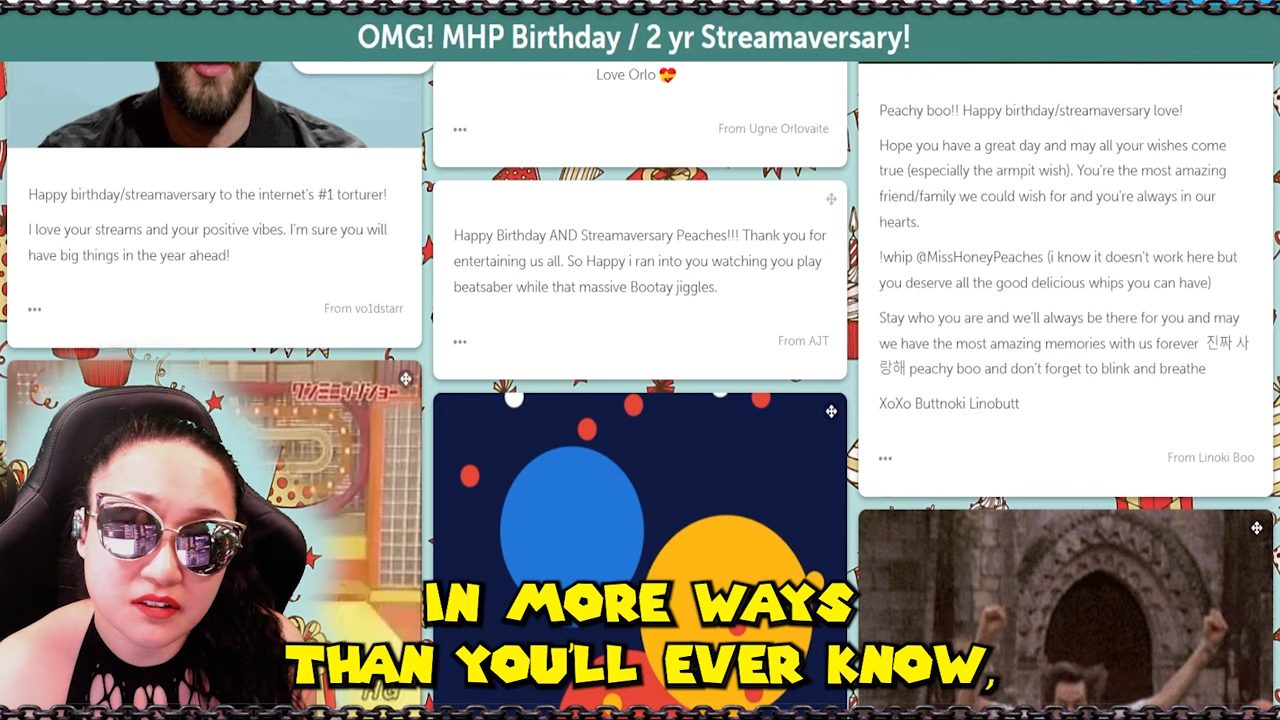 OMG! MHP Birthday / 2 yr Streamaversary!
Happy birthday/streamaversary to the internet's #1 torturer!
I love your streams and your positive vibes. I'm sure you will
have big things in the year ahead!
From vo1dstarr
ワンミニッツショー
Love Orlo
From Ugne Orlovaite
Happy Birthday AND Streamaversary Peaches!!! Thank you for
entertaining us all. So Happy i ran into you watching you play
beatsaber while that massive Bootay jiggles.
From AJT
Peachy boo!! Happy birthday/streamaversary love!
Hope you have a great day and may all your wishes come
true (especially the armpit wish). You're the most amazing
friend/family we could wish for and you're always in our
hearts.
!whip @MissHoneyPeaches (i know it doesn't work here but
you deserve all the good delicious whips you can have)
Stay who you are and we'll always be there for you and may
we have the most amazing memories with us forever 진짜 사
랑해 peachy boo and don't forget to blink and breathe
XoXo Buttnoki Linobutt
From Linoki Boo
IN MORE WAYS
THAN YOU'LL EVER KNOW,